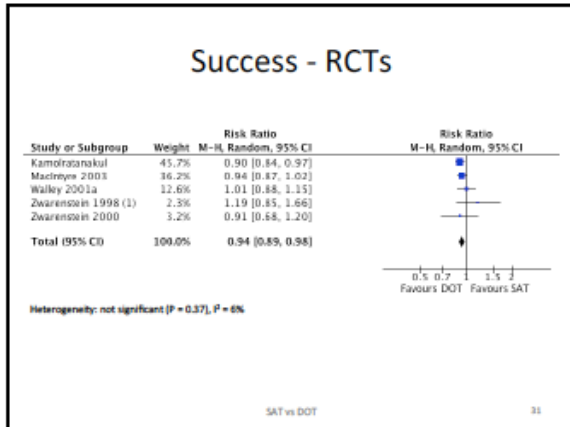 Success - RCTs
Risk Ratio Risk Ratio
Study or Subgroup Weight M-H, Random, 95% CI M-H, Random, 95% CI
Kamolratanakul 45.7% 0.90 [0.84, 0.97]
MacIntyre 2003 36.2% 0.94 [0.87, 1.02]
Walley 2001a 12.6% 1.01 [0.88, 1.15]
Zwarenstein 1998 (1) 2.3% 1.19 [0.85, 1.66]
Zwarenstein 2000 3.2% 0.91 [0.68, 1.20]
Total (95% CI) 100.0% 0.94 [0.89, 0.98]
0.5 0.7 1 1.5 2
Favours DOT Favours SAT
Heterogeneity: not significant (P = 0.37), I² = 6%
SAT vs DOT 31